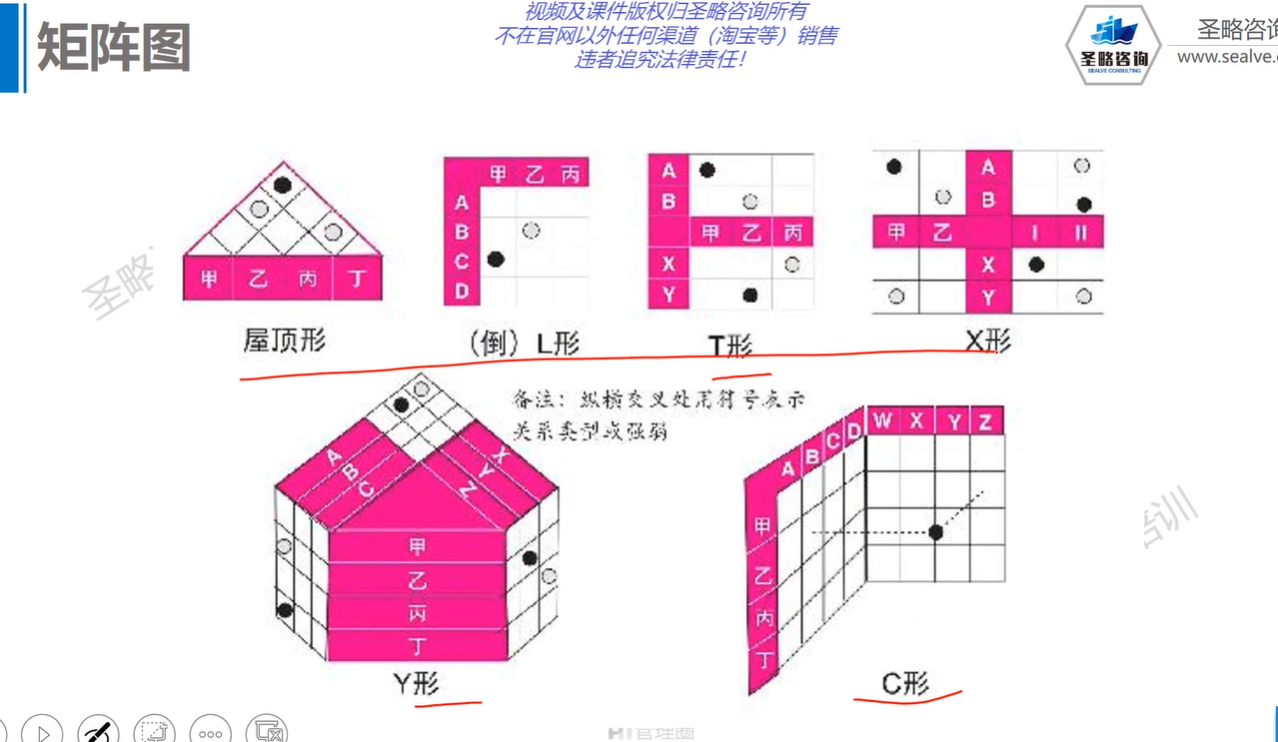 矩阵图
视频及课件版权归圣略咨询所有
不在官网以外任何渠道（淘宝等）销售
违者追究法律责任！
圣略咨询
SEALVE CONSULTING
圣略咨
www.sealve.c
甲 乙 丙 丁
屋顶形
甲 乙 丙
A
B
C
D
（倒）L形
A
B
甲 乙 丙
X
Y
T形
A
B
甲 乙 I II
X
Y
X形
圣略
备注：纵横交叉处用符号表示
关系类型或强弱
A
B
C
X
Y
Z
甲
乙
丙
丁
Y形
A B C D W X Y Z
甲
乙
丙
丁
C形
培训
管理圈